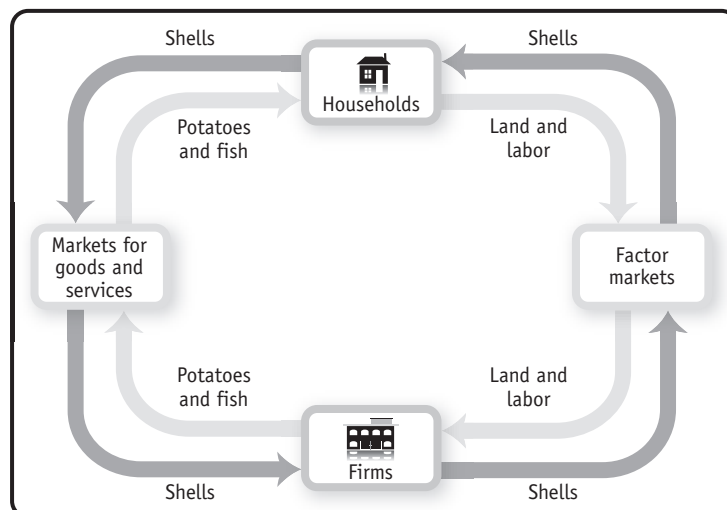 Shells
Shells
Households
Potatoes
and fish
Land and
labor
Markets for
goods and
services
Factor
markets
Potatoes
and fish
Land and
labor
Firms
Shells
Shells